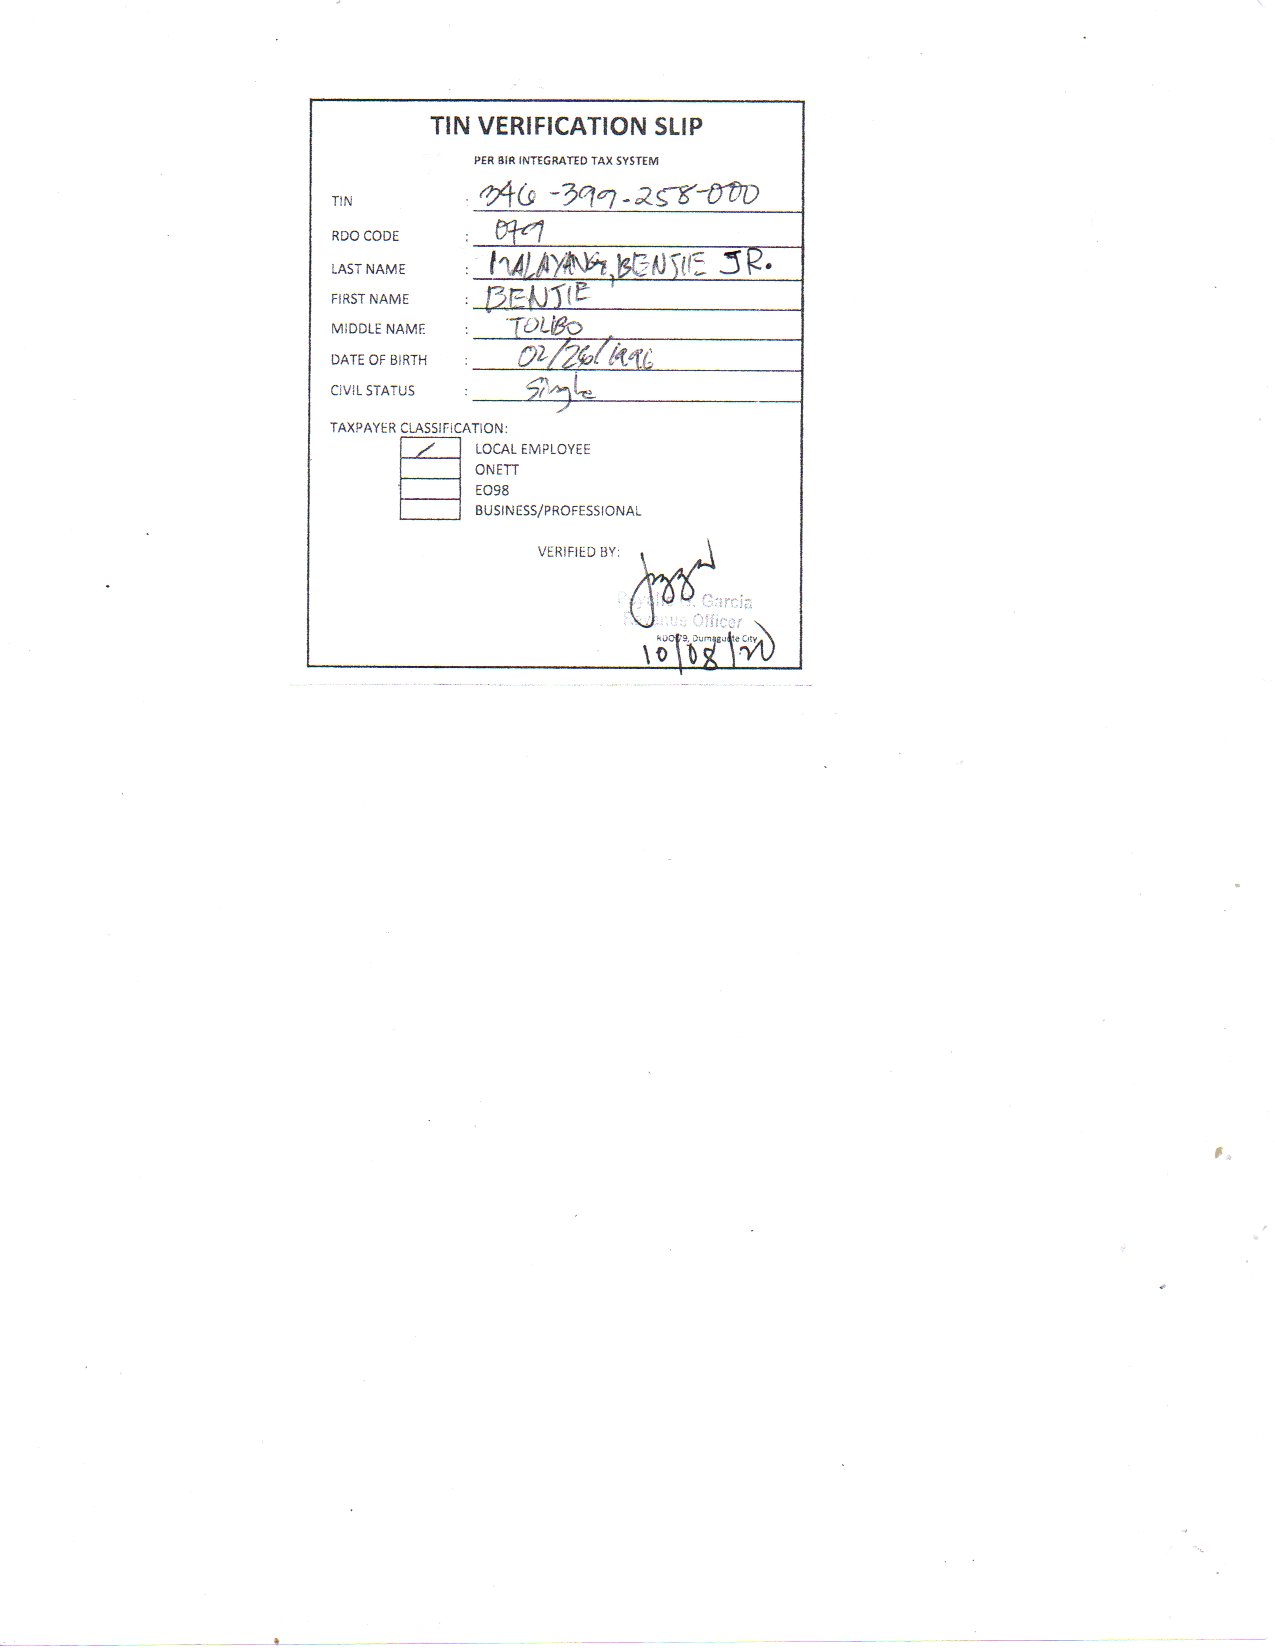 TIN VERIFICATION SLIP
PER BIR INTEGRATED TAX SYSTEM
TIN : 346-399-258-000
RDO CODE : 079
LAST NAME : MALAYANG, BENJIE JR.
FIRST NAME : BENJIE
MIDDLE NAME : TOLIBO
DATE OF BIRTH : 02/26/1996
CIVIL STATUS : Single
TAXPAYER CLASSIFICATION:
/ LOCAL EMPLOYEE
ONETT
EO98
BUSINESS/PROFESSIONAL
VERIFIED BY:
Garcia
Revenue Officer
RDO 79, Dumaguete City
10/08/20